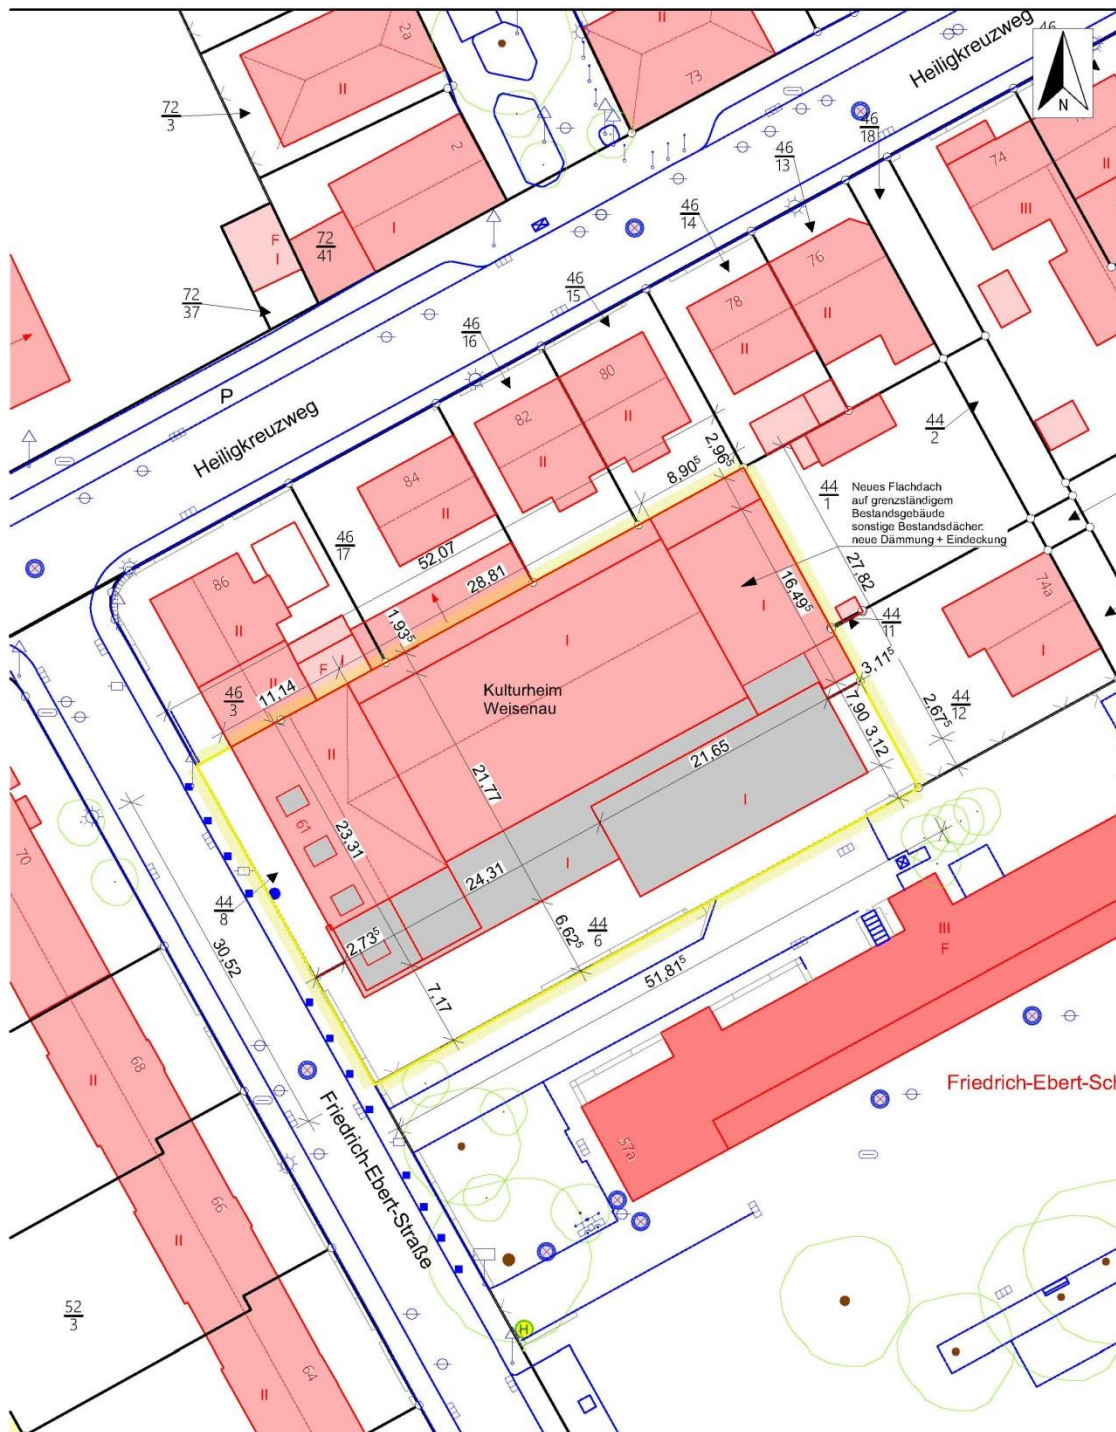 2a
II
73
II
Heiligkreuzweg
46
N
72
3
2
I
46
18
46
13
74
III
II
72
41
F
I
46
14
76
II
72
37
46
15
78
II
46
16
80
II
P
Heiligkreuzweg
82
II
44
2
84
II
2,96⁵
8,90⁵
44
1
Neues Flachdach
auf grenzständigem
Bestandsgebäude
sonstige Bestandsdächer:
neue Dämmung + Eindeckung
46
17
52,07
27,82
86
II
28,81
16,49⁵
74a
I
1,93⁵
I
I
44
11
F
I
II
46
3
11,14
Kulturheim
Weisenau
3,11⁵
7,90
2,67⁵
44
12
3,12
II
21,77
21,65
I
61
23,31
70
24,31
I
44
8
2,73⁵
6,62⁵
44
6
III
F
30,52
7,17
51,81⁵
68
II
Friedrich-Ebert-Sch
57a
Friedrich-Ebert-Straße
66
II
52
3
H
64
II